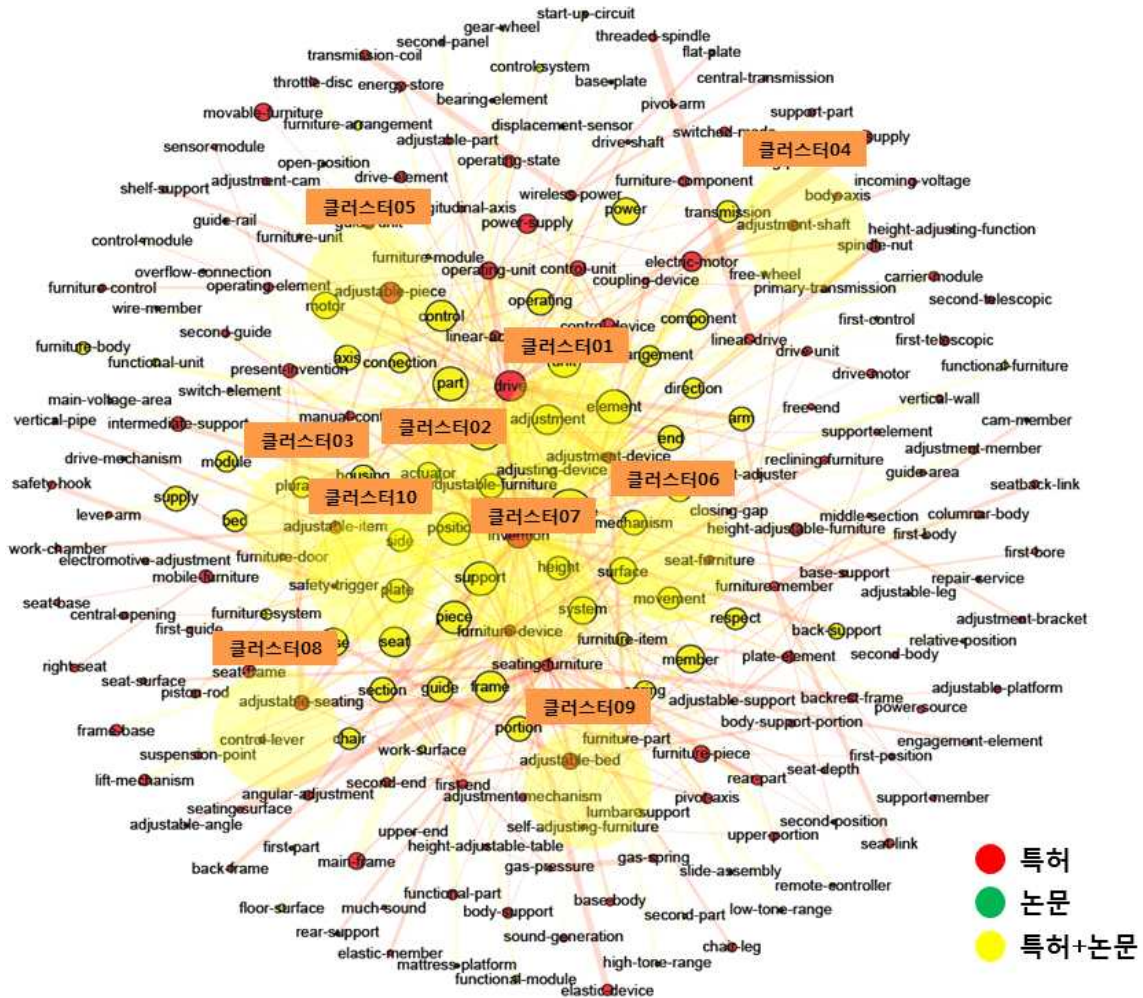 start-up-circuit
gear-wheel
threaded-spindle
second-panel
transmission-coil
flat-plate
control-system
throttle-disc
energy-store
base-plate
central-transmission
bearing-element
pivot-arm
movable-furniture
support-part
furniture-arrangement
displacement-sensor
switched-mode
supply
adjustable-part
drive-shaft
sensor-module
클러스터04
open-position
operating-state
drive-element
adjustment-cam
furniture-component
incoming-voltage
shelf-support
wireless-power
body-axis
클러스터05
power
transmission
guide-rail
power-supply
adjustment-shaft
height-adjusting-function
furniture-unit
control-module
spindle-nut
furniture-module
electric-motor
overflow-connection
operating-unit
control-unit
free-wheel
carrier-module
coupling-device
furniture-control
operating-element
adjustable-piece
primary-transmission
second-telescopic
wire-member
motor
operating
control
component
first-control
second-guide
control-device
linear-drive
first-telescopic
furniture-body
클러스터01
drive-unit
functional-unit
axis
connection
functional-furniture
present-invention
direction
drive-motor
switch-element
part
drive
vertical-wall
main-voltage-area
element
free-end
cam-member
vertical-pipe
intermediate-support
adjustment
arm
클러스터02
support-element
클러스터03
end
adjustment-member
drive-mechanism
module
adjustment-device
reclining-furniture
adjusting-device
guide-area
safety-hook
housing
actuator
클러스터06
seatback-link
supply
adjustable-furniture
closing-gap
lever-arm
클러스터10
middle-section
columnar-body
bed
클러스터07
adjustable-item
position
mechanism
height-adjustable-furniture
first-body
work-chamber
side
invention
first-bore
furniture-door
seat-furniture
electromotive-adjustment
height
surface
base-support
mobile-furniture
support
repair-service
safety-trigger
furniture-member
seat-base
plate
movement
adjustable-leg
central-opening
furniture-system
piece
system
respect
adjustment-bracket
first-guide
furniture-device
back-support
furniture-item
relative-position
seat
클러스터08
member
second-body
seating-furniture
plate-element
right-seat
seat-frame
seat-surface
section
guide
frame
adjustable-platform
piston-rod
adjustable-support
backrest-frame
adjustable-seating
클러스터09
power-source
frame-base
portion
body-support-portion
control-lever
chair
furniture-part
engagement-element
suspension-point
work-surface
furniture-piece
first-position
adjustable-bed
lift-mechanism
second-end
first-end
rear-part
seat-depth
angular-adjustment
adjustment-mechanism
pivot-axis
support-member
seating-surface
lumbar-support
second-position
adjustable-angle
upper-end
self-adjusting-furniture
upper-portion
seat-link
first-part
height-adjustable-table
back-frame
main-frame
gas-pressure
gas-spring
slide-assembly
특허
functional-part
remote-controller
floor-surface
much-sound
base-body
low-tone-range
논문
body-support
second-part
rear-support
sound-generation
chair-leg
elastic-member
high-tone-range
특허+논문
mattress-platform
functional-module
elastic-device